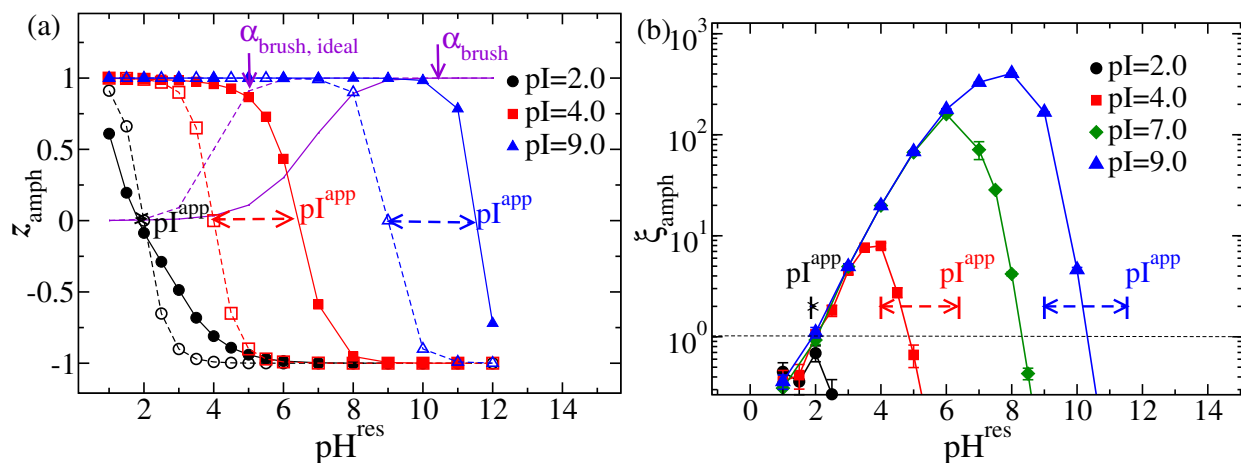 (a)
α_brush, ideal
α_brush
pI=2.0
pI=4.0
pI=9.0
pI^app
pI^app
pI^app
z_amph
1
0.5
0
-0.5
-1
2 4 6 8 10 12 14
pH^res
(b)
pI=2.0
pI=4.0
pI=7.0
pI=9.0
pI^app
pI^app
pI^app
ξ_amph
10^3
10^2
10^1
10^0
0 2 4 6 8 10 12 14
pH^res